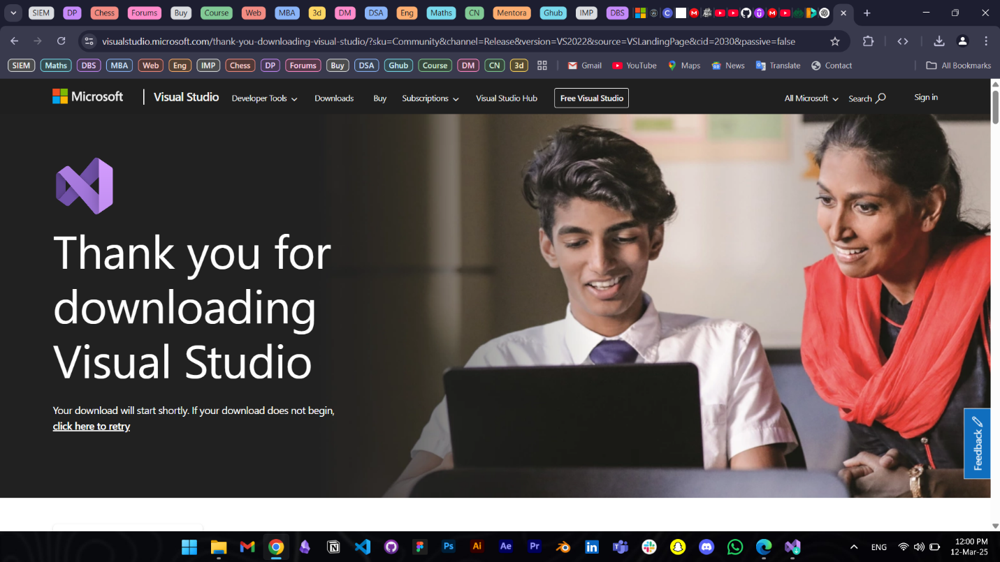 SIEM DP Chess Forums Buy Course Web MBA 3d DM DSA Eng Maths CN Mentora Ghub IMP DBS
visualstudio.microsoft.com/thank-you-downloading-visual-studio/?sku=Community&channel=Release&version=VS2022&source=VSLandingPage&cid=2030&passive=false
SIEM Maths DBS MBA Web Eng IMP Chess DP Forums Buy DSA Ghub Course DM CN 3d Gmail YouTube Maps News Translate Contact All Bookmarks
Microsoft Visual Studio Developer Tools Downloads Buy Subscriptions Visual Studio Hub Free Visual Studio All Microsoft Search Sign in
Thank you for
downloading
Visual Studio
Your download will start shortly. If your download does not begin,
click here to retry
Feedback
Ps Ai Ae Pr in
ENG
12:00 PM
12-Mar-25